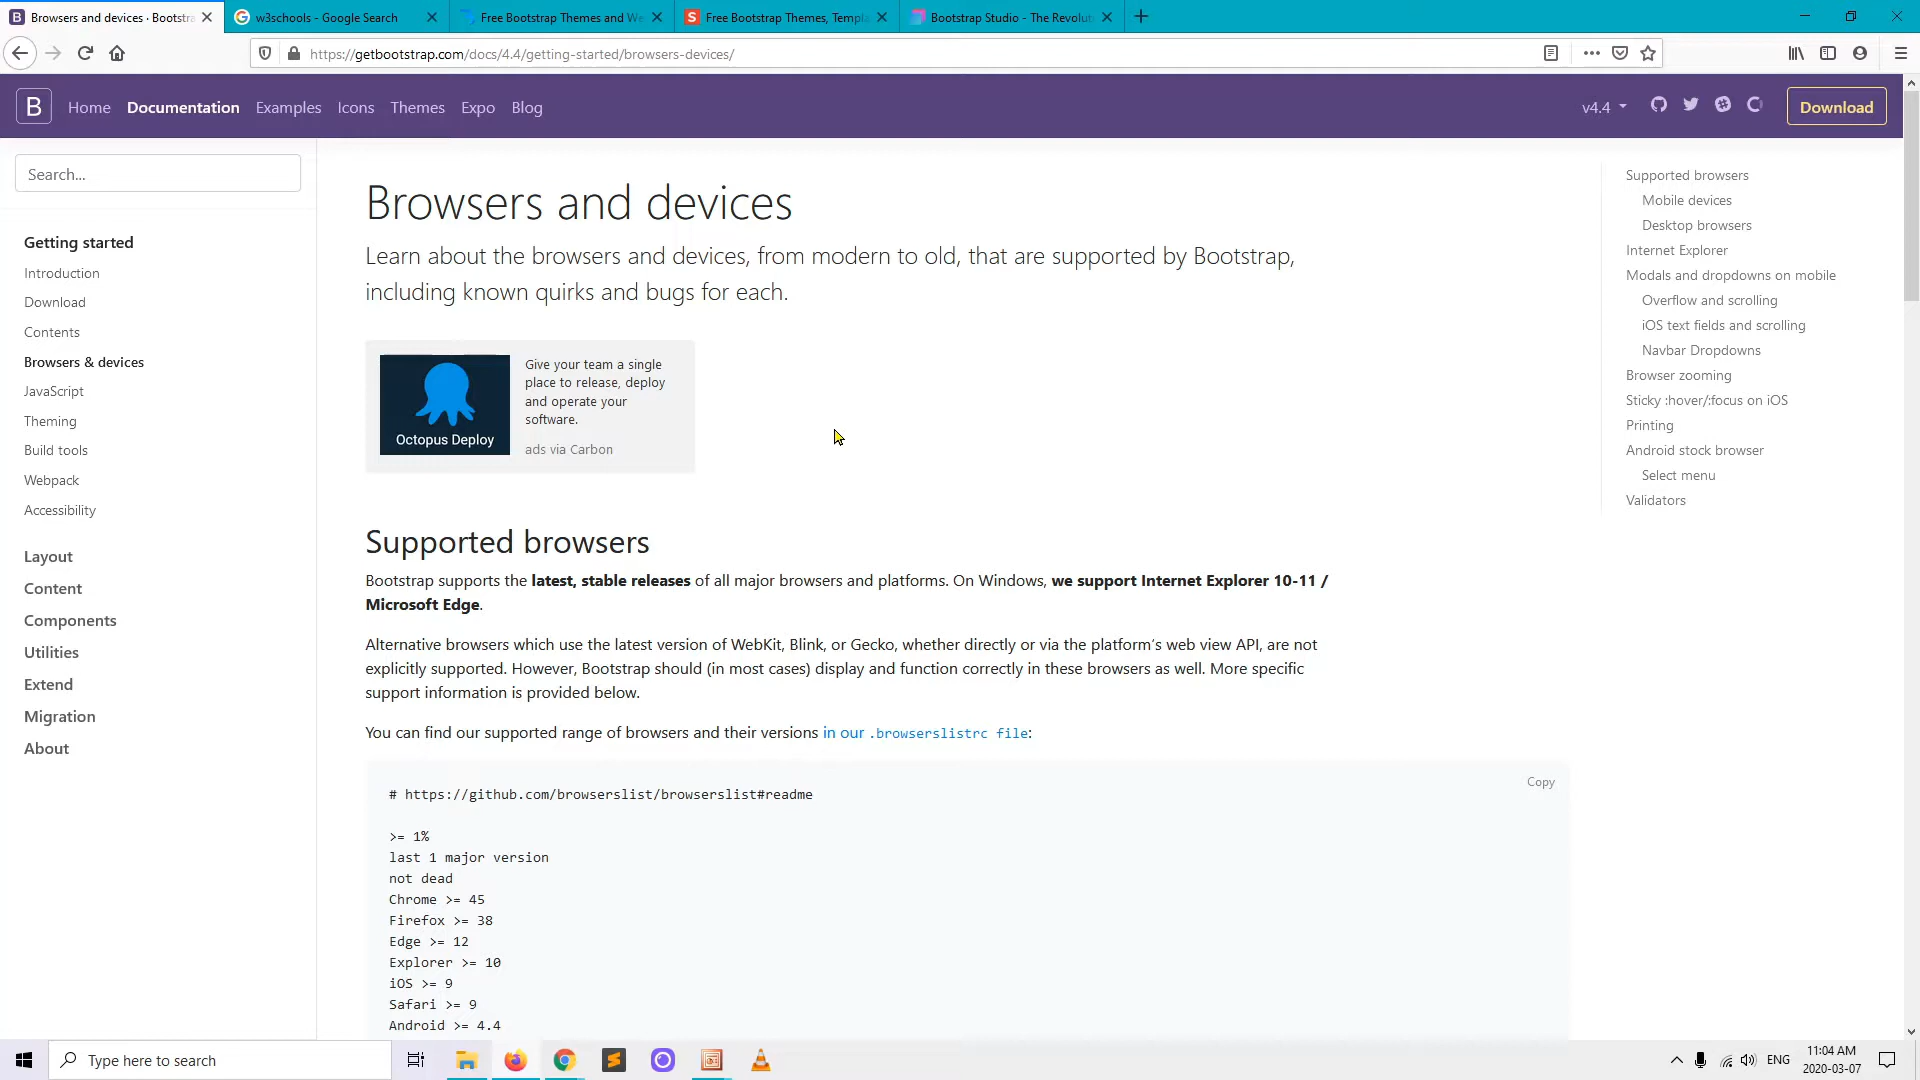 Browsers and devices · Bootstra
w3schools - Google Search
Free Bootstrap Themes and We
Free Bootstrap Themes, Templa
Bootstrap Studio - The Revolut
https://getbootstrap.com/docs/4.4/getting-started/browsers-devices/
B
Home
Documentation
Examples
Icons
Themes
Expo
Blog
v4.4
Download
Search...
Getting started
Introduction
Download
Contents
Browsers & devices
JavaScript
Theming
Build tools
Webpack
Accessibility
Layout
Content
Components
Utilities
Extend
Migration
About
Browsers and devices
Learn about the browsers and devices, from modern to old, that are supported by Bootstrap,
including known quirks and bugs for each.
Octopus Deploy
Give your team a single
place to release, deploy
and operate your
software.
ads via Carbon
Supported browsers
Bootstrap supports the latest, stable releases of all major browsers and platforms. On Windows, we support Internet Explorer 10-11 /
Microsoft Edge.
Alternative browsers which use the latest version of WebKit, Blink, or Gecko, whether directly or via the platform's web view API, are not
explicitly supported. However, Bootstrap should (in most cases) display and function correctly in these browsers as well. More specific
support information is provided below.
You can find our supported range of browsers and their versions in our .browserslistrc file:
Copy
# https://github.com/browserslist/browserslist#readme
>= 1%
last 1 major version
not dead
Chrome >= 45
Firefox >= 38
Edge >= 12
Explorer >= 10
iOS >= 9
Safari >= 9
Android >= 4.4
Supported browsers
Mobile devices
Desktop browsers
Internet Explorer
Modals and dropdowns on mobile
Overflow and scrolling
iOS text fields and scrolling
Navbar Dropdowns
Browser zooming
Sticky :hover/:focus on iOS
Printing
Android stock browser
Select menu
Validators
Type here to search
ENG
11:04 AM
2020-03-07